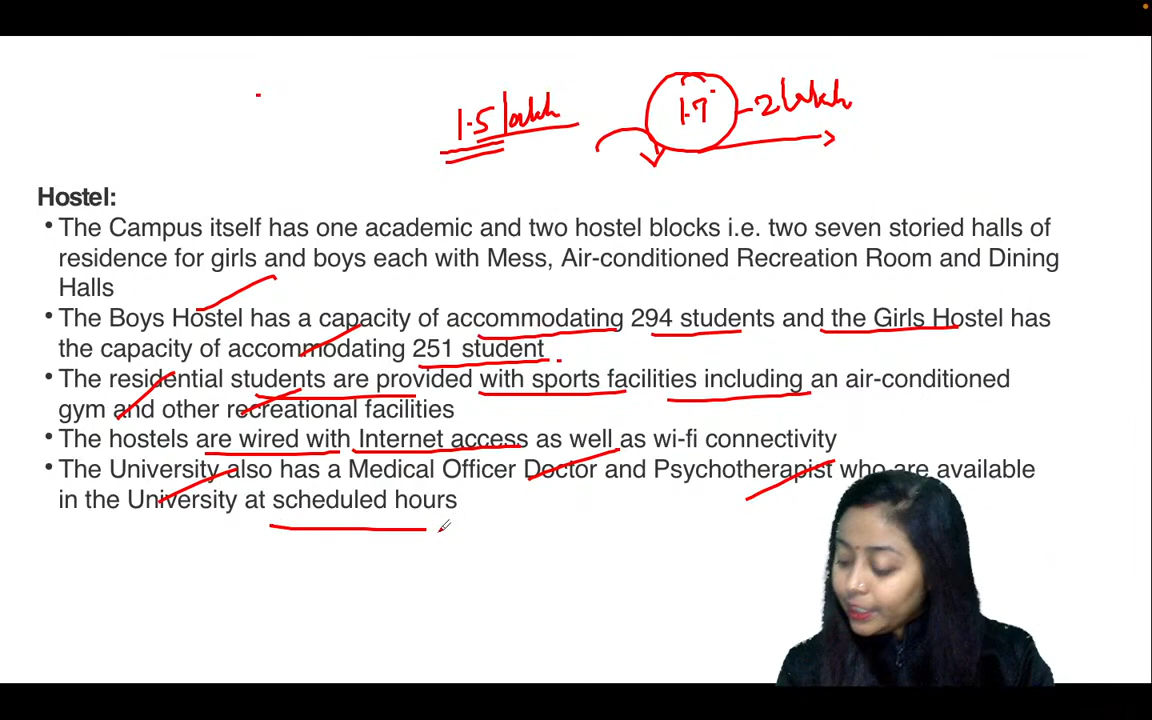 1.5 lakh 1.7 - 2 lakh
Hostel:
• The Campus itself has one academic and two hostel blocks i.e. two seven storied halls of
residence for girls and boys each with Mess, Air-conditioned Recreation Room and Dining
Halls
• The Boys Hostel has a capacity of accommodating 294 students and the Girls Hostel has
the capacity of accommodating 251 student
• The residential students are provided with sports facilities including an air-conditioned
gym and other recreational facilities
• The hostels are wired with Internet access as well as wi-fi connectivity
• The University also has a Medical Officer Doctor and Psychotherapist who are available
in the University at scheduled hours